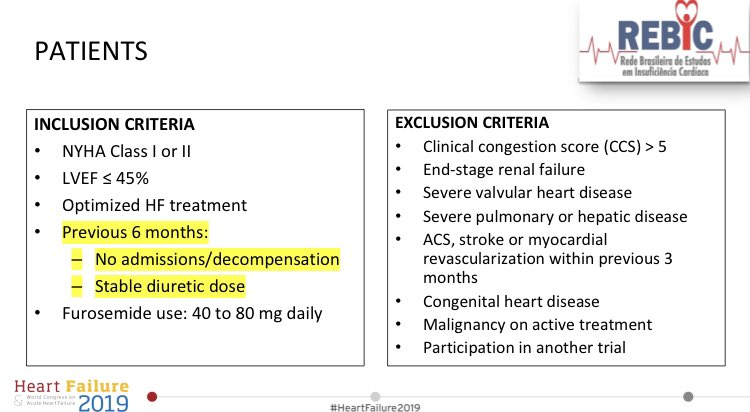 REBIC
Rede Brasileira de Estudos
em Insuficiência Cardíaca
PATIENTS
INCLUSION CRITERIA
• NYHA Class I or II
• LVEF ≤ 45%
• Optimized HF treatment
• Previous 6 months:
– No admissions/decompensation
– Stable diuretic dose
• Furosemide use: 40 to 80 mg daily
EXCLUSION CRITERIA
• Clinical congestion score (CCS) > 5
• End-stage renal failure
• Severe valvular heart disease
• Severe pulmonary or hepatic disease
• ACS, stroke or myocardial
revascularization within previous 3
months
• Congenital heart disease
• Malignancy on active treatment
• Participation in another trial
Heart Failure
& World Congress on
Acute Heart Failure
2019
#HeartFailure2019